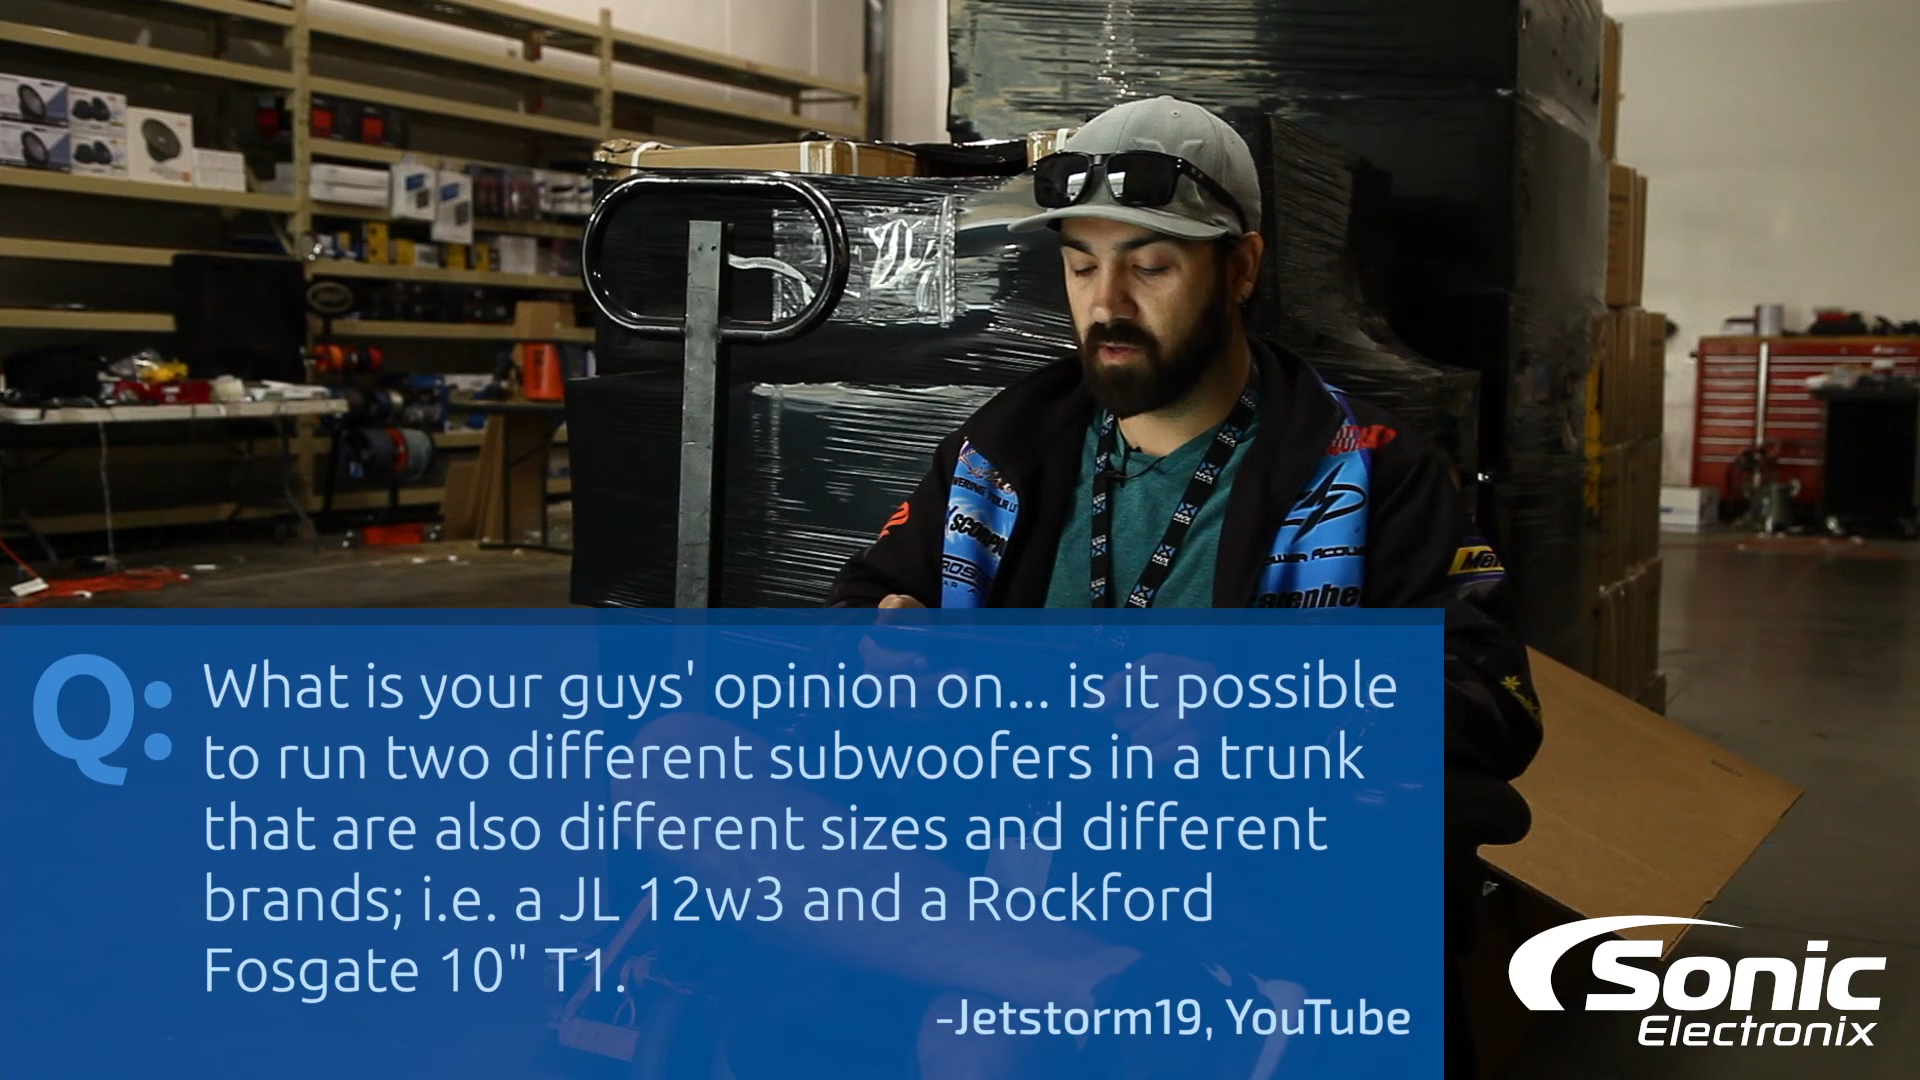 Q:
What is your guys' opinion on... is it possible
to run two different subwoofers in a trunk
that are also different sizes and different
brands; i.e. a JL 12w3 and a Rockford
Fosgate 10" T1.
-Jetstorm19, YouTube
Sonic
Electronix